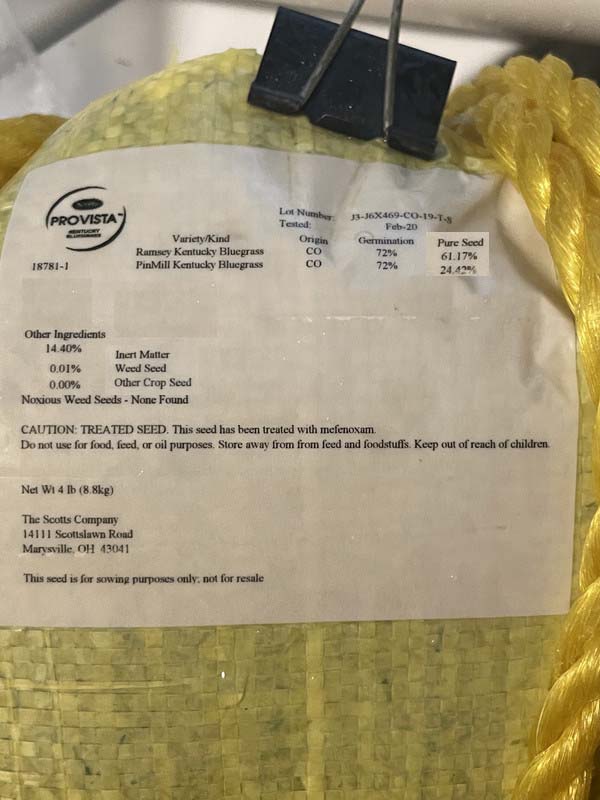 PROVISTA
KENTUCKY
BLUEGRASS
Lot Number: J3-J6X469-CO-19-T-8
Tested: Feb-20
Variety/Kind Origin Germination Pure Seed
Ramsey Kentucky Bluegrass CO 72% 61.17%
18781-1 PinMill Kentucky Bluegrass CO 72% 24.42%
Other Ingredients
14.40% Inert Matter
0.01% Weed Seed
0.00% Other Crop Seed
Noxious Weed Seeds - None Found
CAUTION: TREATED SEED. This seed has been treated with mefenoxam.
Do not use for food, feed, or oil purposes. Store away from from feed and foodstuffs. Keep out of reach of children.
Net Wt 4 lb (8.8kg)
The Scotts Company
14111 Scottslawn Road
Marysville, OH 43041
This seed is for sowing purposes only; not for resale